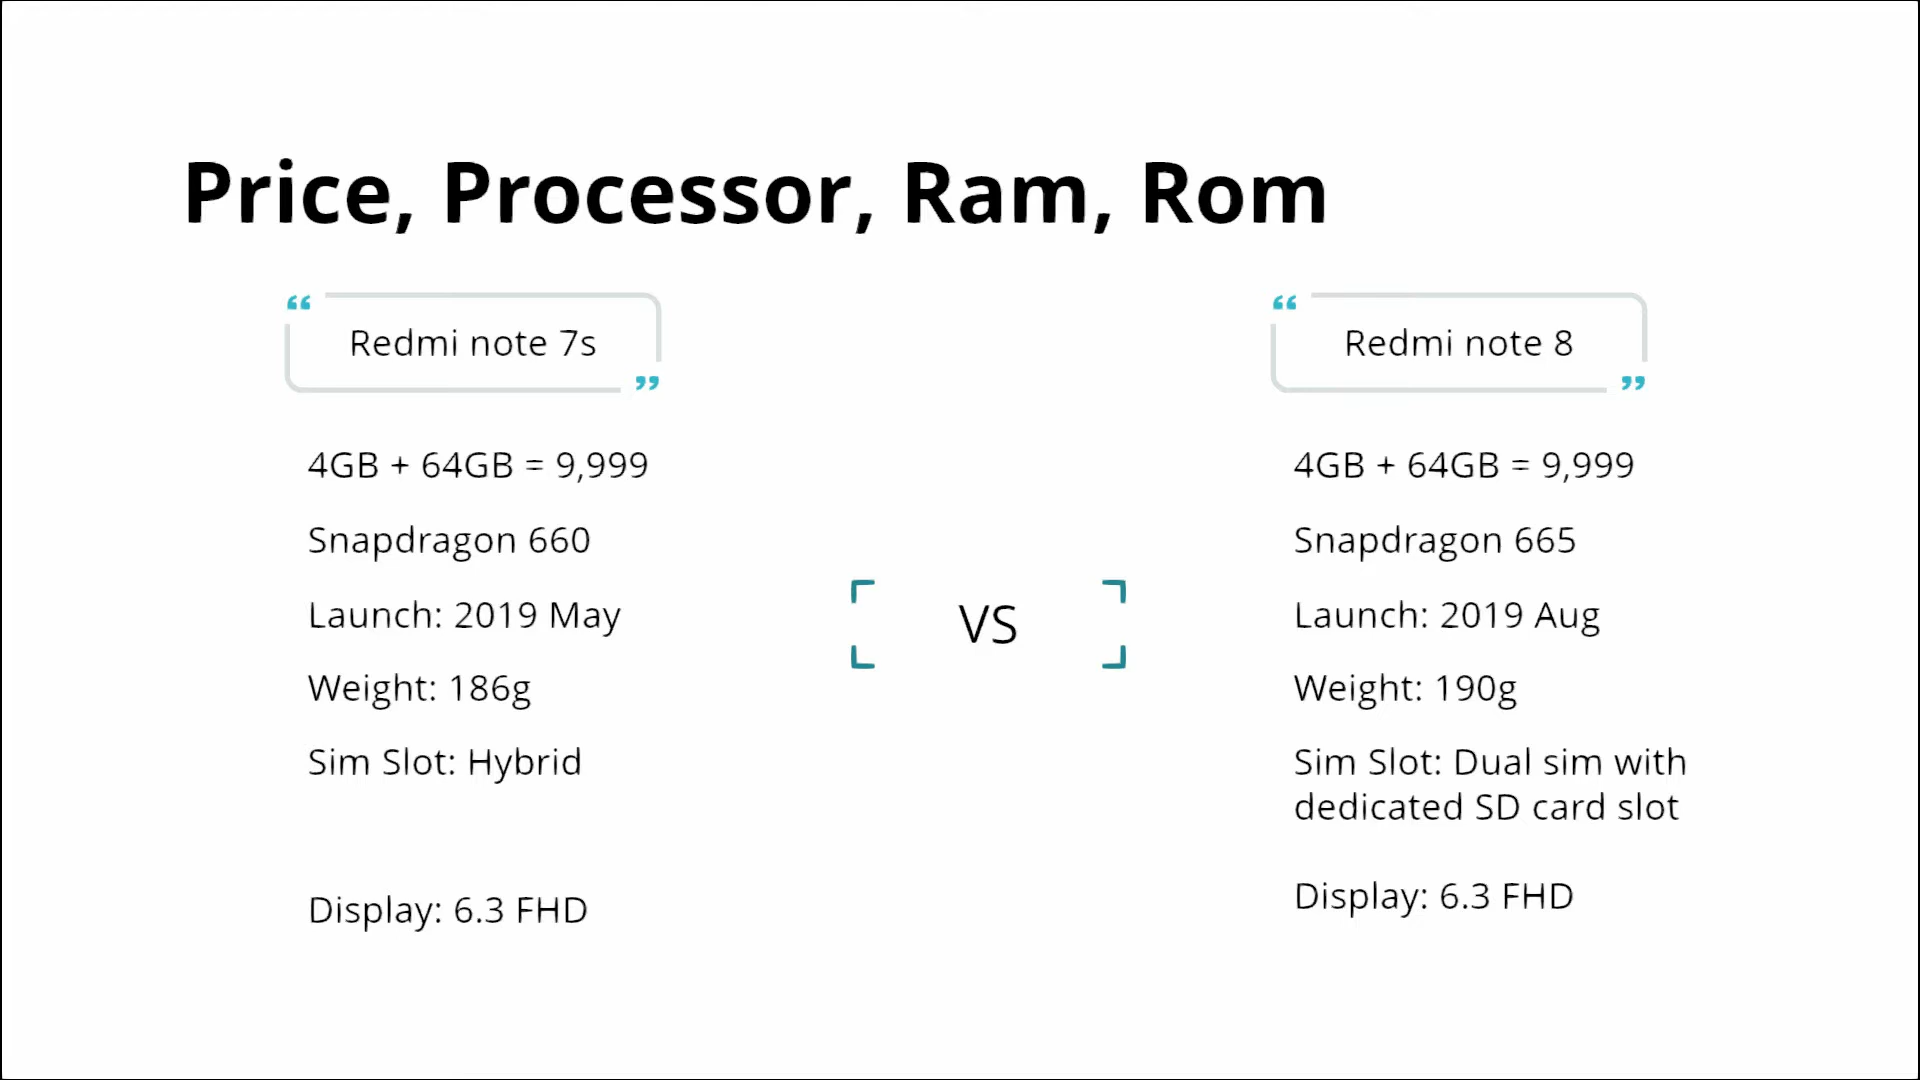 Price, Processor, Ram, Rom
“ Redmi note 7s ”
4GB + 64GB = 9,999
Snapdragon 660
Launch: 2019 May
Weight: 186g
Sim Slot: Hybrid
Display: 6.3 FHD
VS
“ Redmi note 8 ”
4GB + 64GB = 9,999
Snapdragon 665
Launch: 2019 Aug
Weight: 190g
Sim Slot: Dual sim with
dedicated SD card slot
Display: 6.3 FHD